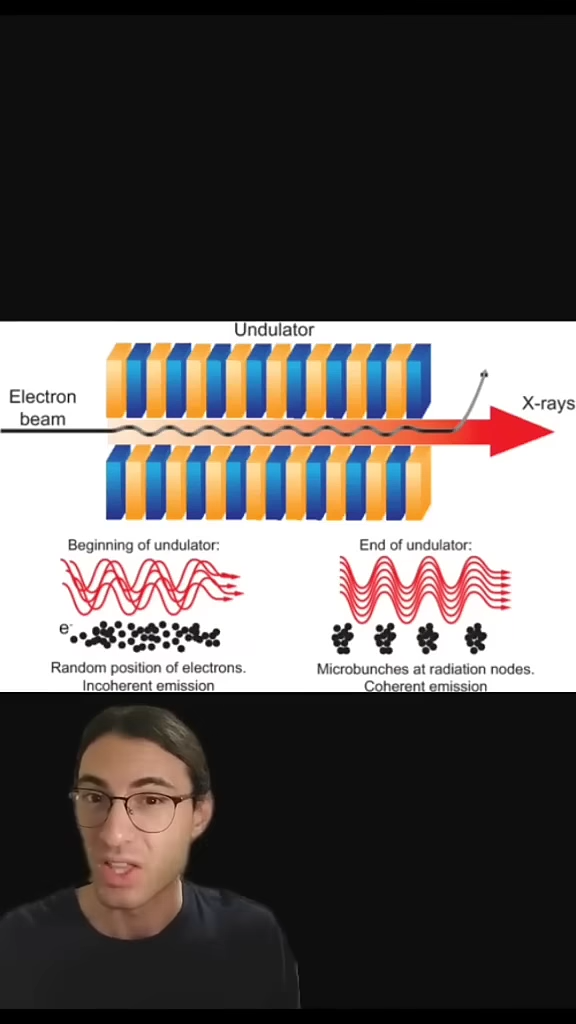 Undulator
Electron
beam
X-rays
Beginning of undulator:
End of undulator:
e-
Random position of electrons.
Incoherent emission
Microbunches at radiation nodes.
Coherent emission